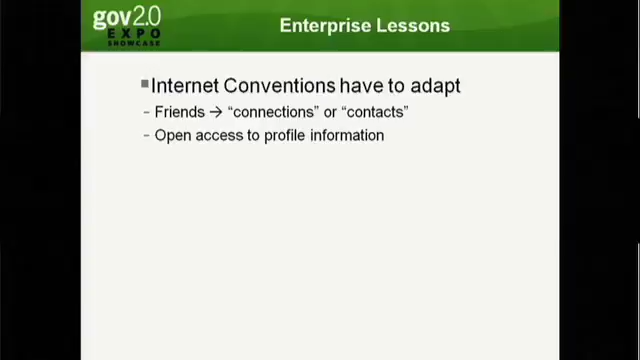 gov2.0
EXPO
SHOWCASE
Enterprise Lessons
Internet Conventions have to adapt
– Friends → “connections” or “contacts”
– Open access to profile information